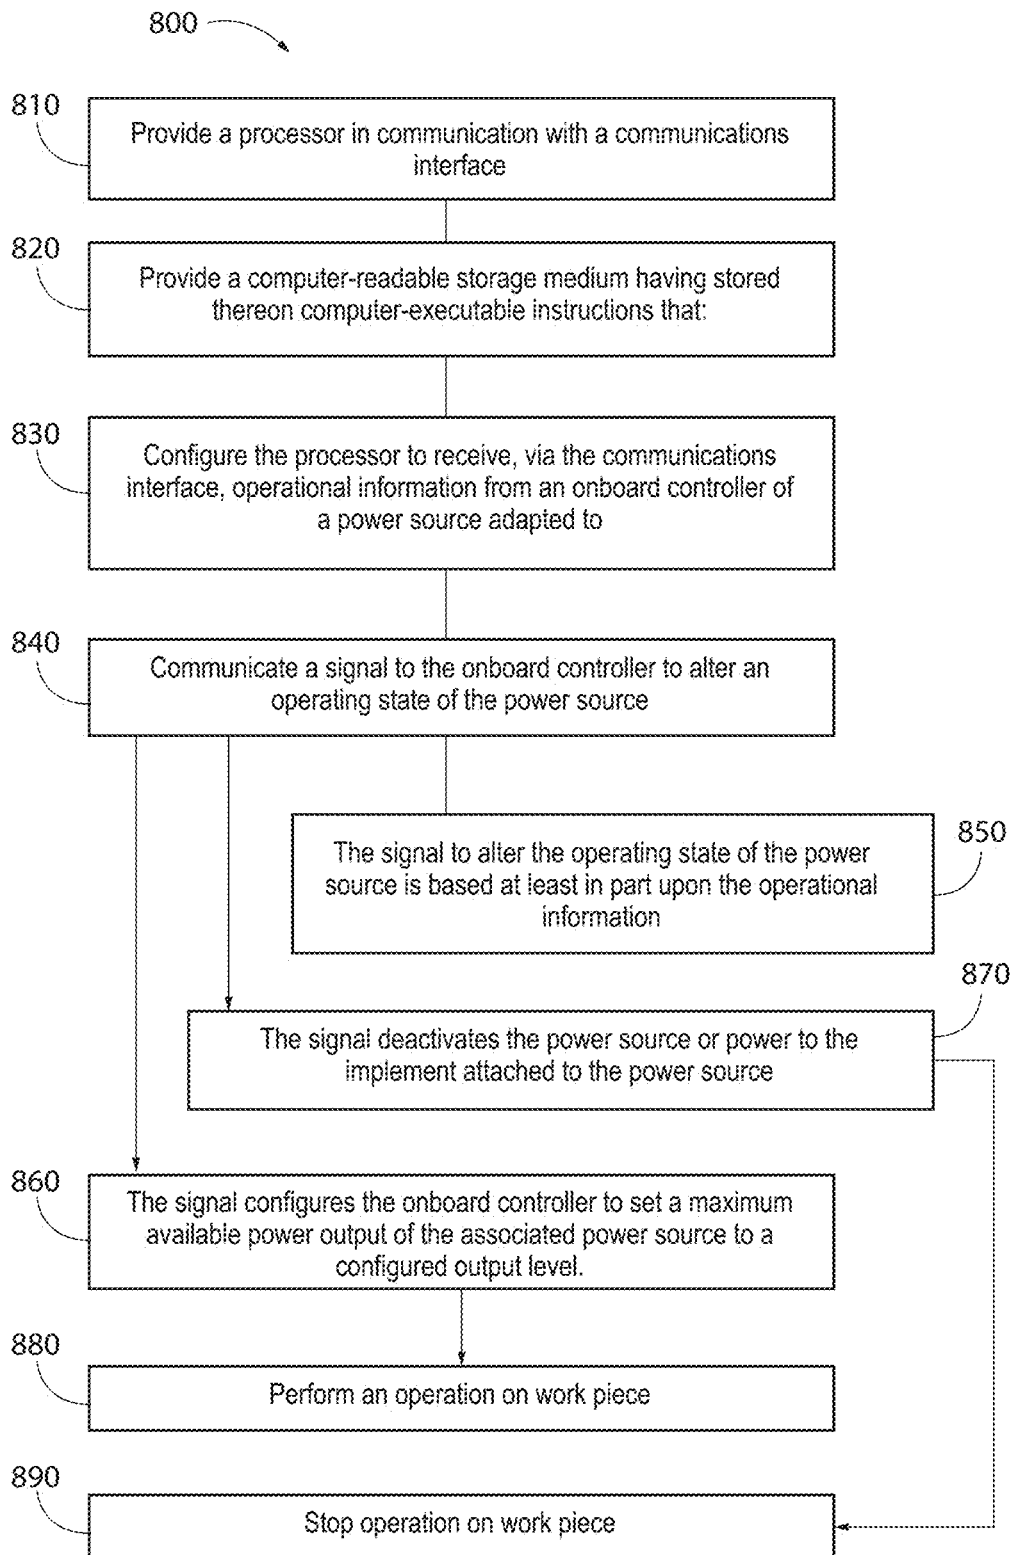 800
810
Provide a processor in communication with a communications
interface
820
Provide a computer-readable storage medium having stored
thereon computer-executable instructions that:
830
Configure the processor to receive, via the communications
interface, operational information from an onboard controller of
a power source adapted to
840
Communicate a signal to the onboard controller to alter an
operating state of the power source
850
The signal to alter the operating state of the power
source is based at least in part upon the operational
information
870
The signal deactivates the power source or power to the
implement attached to the power source
860
The signal configures the onboard controller to set a maximum
available power output of the associated power source to a
configured output level.
880
Perform an operation on work piece
890
Stop operation on work piece